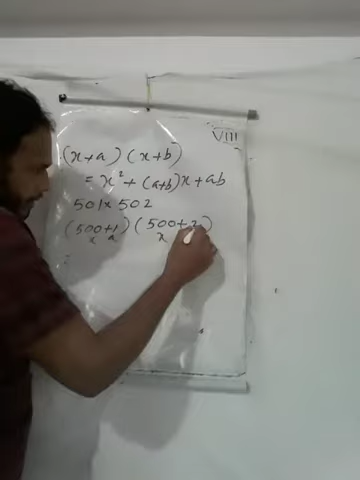 VIII
(x+a) (x+b)
= x² + (a+b)x + ab
501 x 502
(500+1) (500+2)
x a x
=